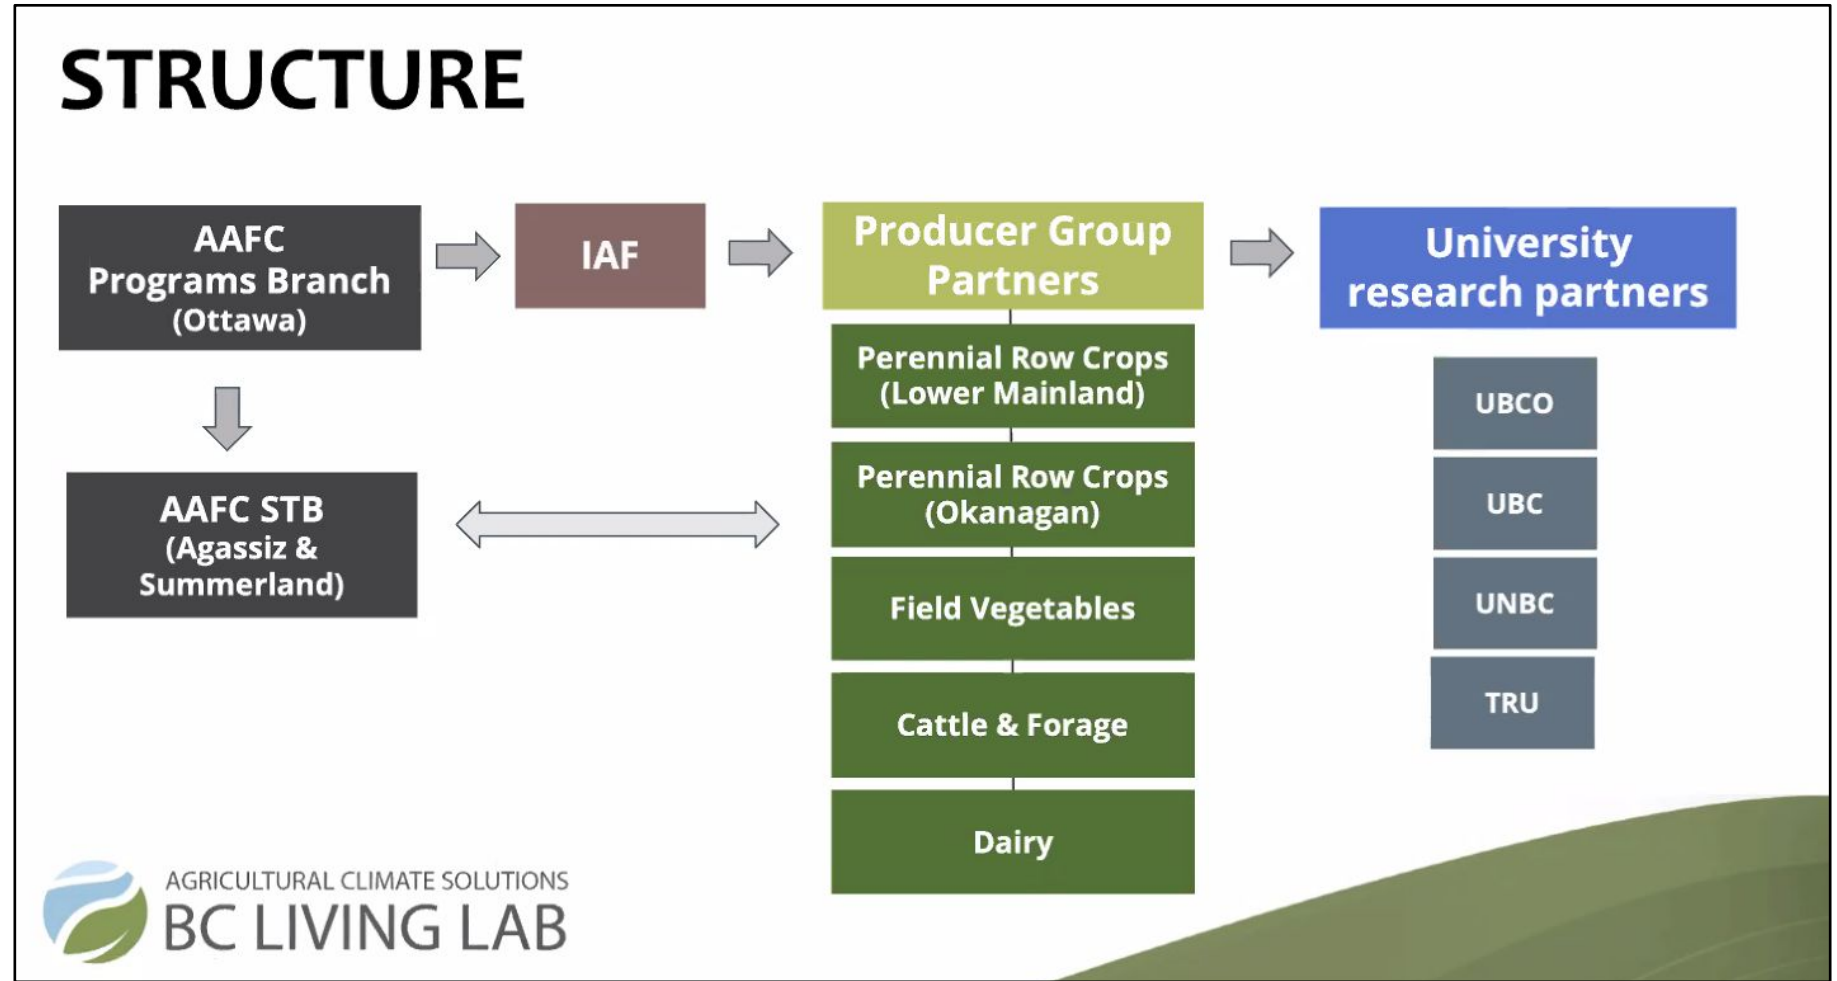 STRUCTURE
AAFC
Programs Branch
(Ottawa)
IAF
Producer Group
Partners
University
research partners
AAFC STB
(Agassiz &
Summerland)
Perennial Row Crops
(Lower Mainland)
Perennial Row Crops
(Okanagan)
Field Vegetables
Cattle & Forage
Dairy
UBCO
UBC
UNBC
TRU
AGRICULTURAL CLIMATE SOLUTIONS
BC LIVING LAB